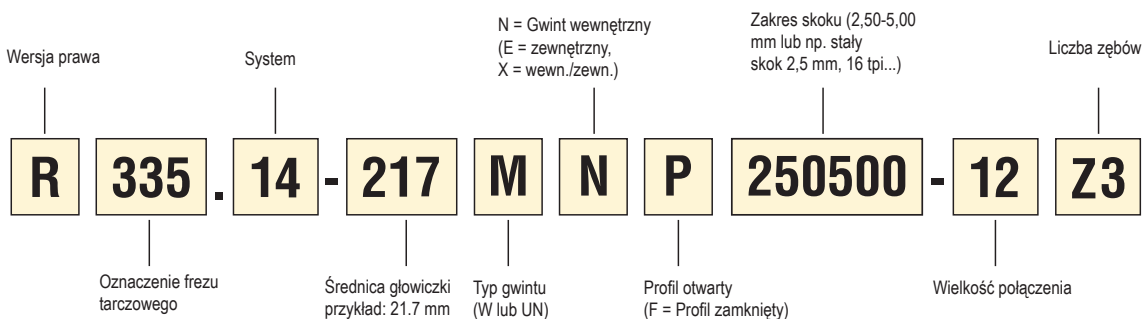 Wersja prawa
System
N = Gwint wewnętrzny
(E = zewnętrzny,
X = wewn./zewn.)
Zakres skoku (2,50-5,00
mm lub np. stały
skok 2,5 mm, 16 tpi...)
Liczba zębów
R 335 . 14 - 217 M N P 250500 - 12 Z3
Oznaczenie frezu
tarczowego
Średnica głowiczki
przykład: 21.7 mm
Typ gwintu
(W lub UN)
Profil otwarty
(F = Profil zamknięty)
Wielkość połączenia